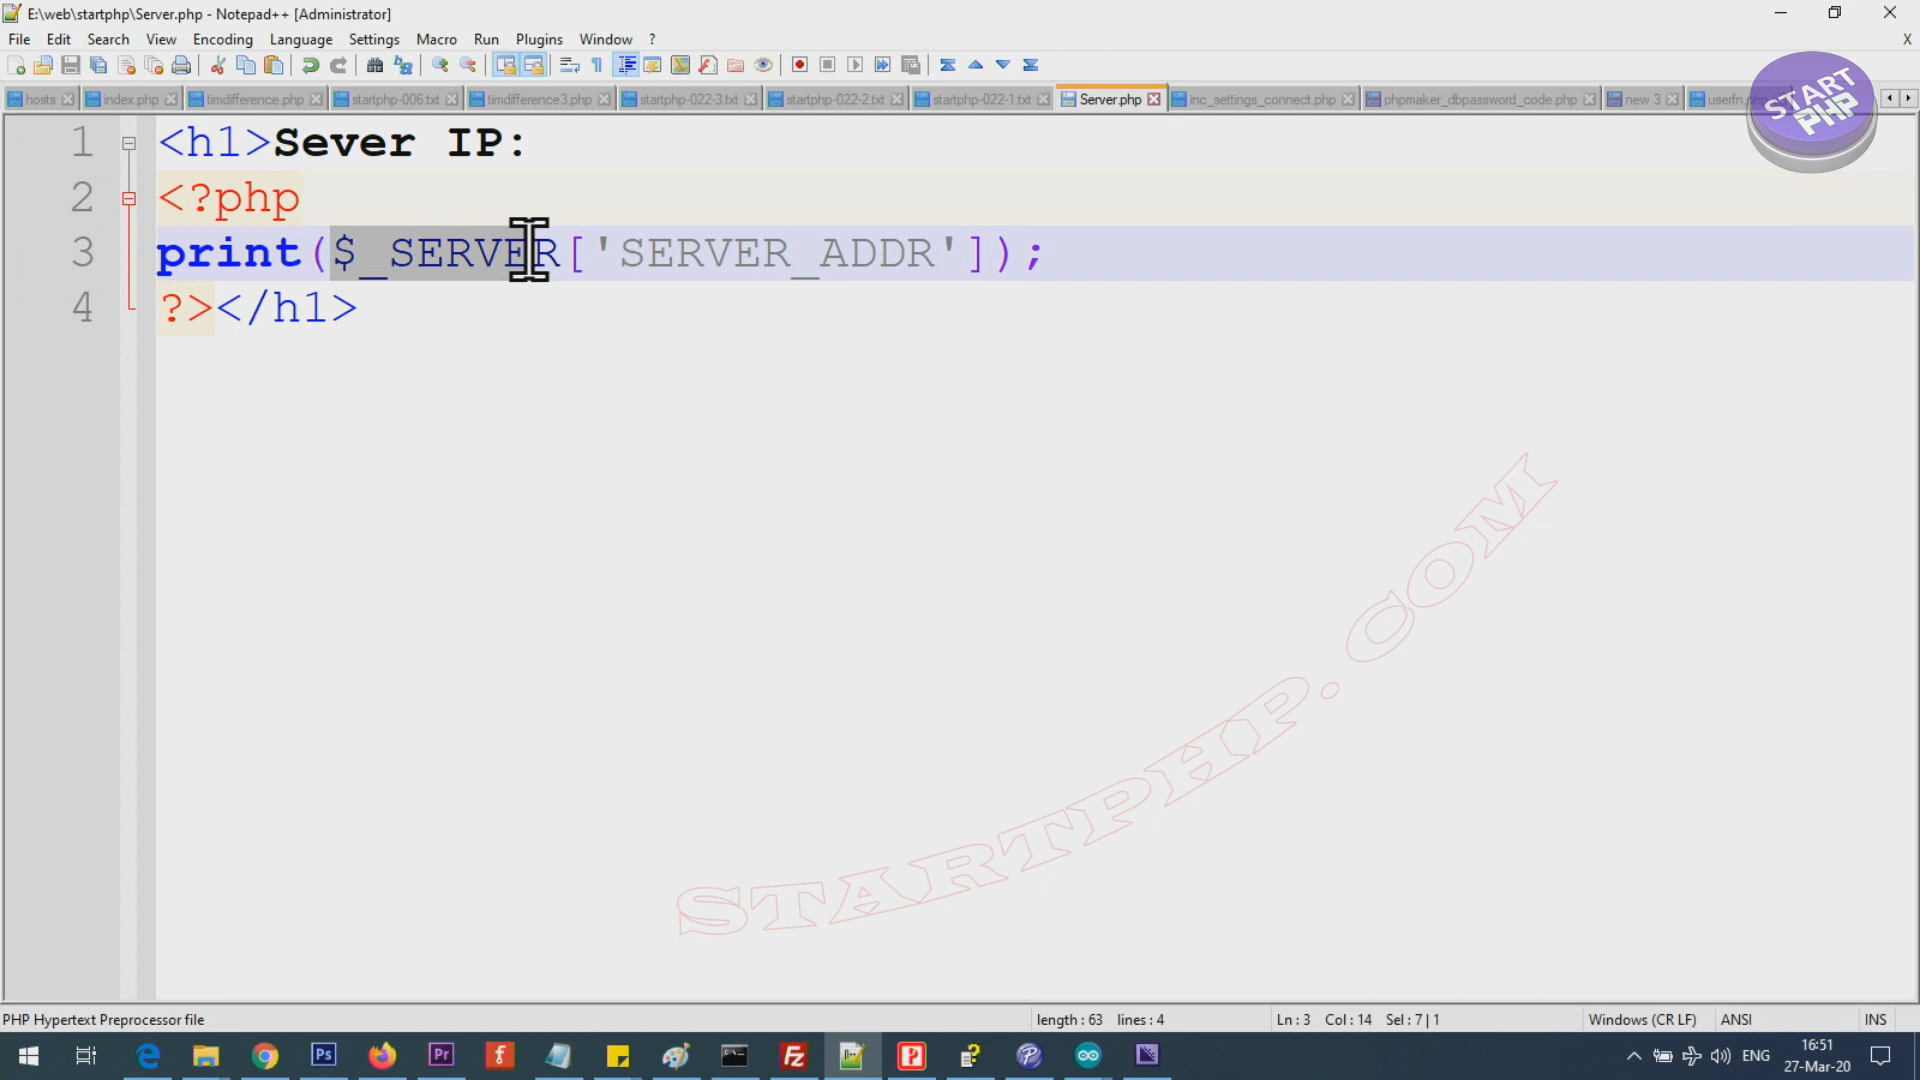 E:\web\startphp\Server.php - Notepad++ [Administrator]
File Edit Search View Encoding Language Settings Macro Run Plugins Window ?
X
hosts index.php timdifference.php startphp-006.txt timdifference3.php startphp-022-3.txt startphp-022-2.txt startphp-022-1.txt Server.php inc_settings_connect.php phpmaker_dbpassword_code.php new 3
START
PHP
1 <h1>Sever IP:
2 <?php
3 print($_SERVER['SERVER_ADDR']);
4 ?></h1>
STARTPHP.COM
PHP Hypertext Preprocessor file length : 63 lines : 4 Ln : 3 Col : 14 Sel : 7 | 1 Windows (CR LF) ANSI INS
Ps Pr f Fz P
ENG
16:51
27-Mar-20